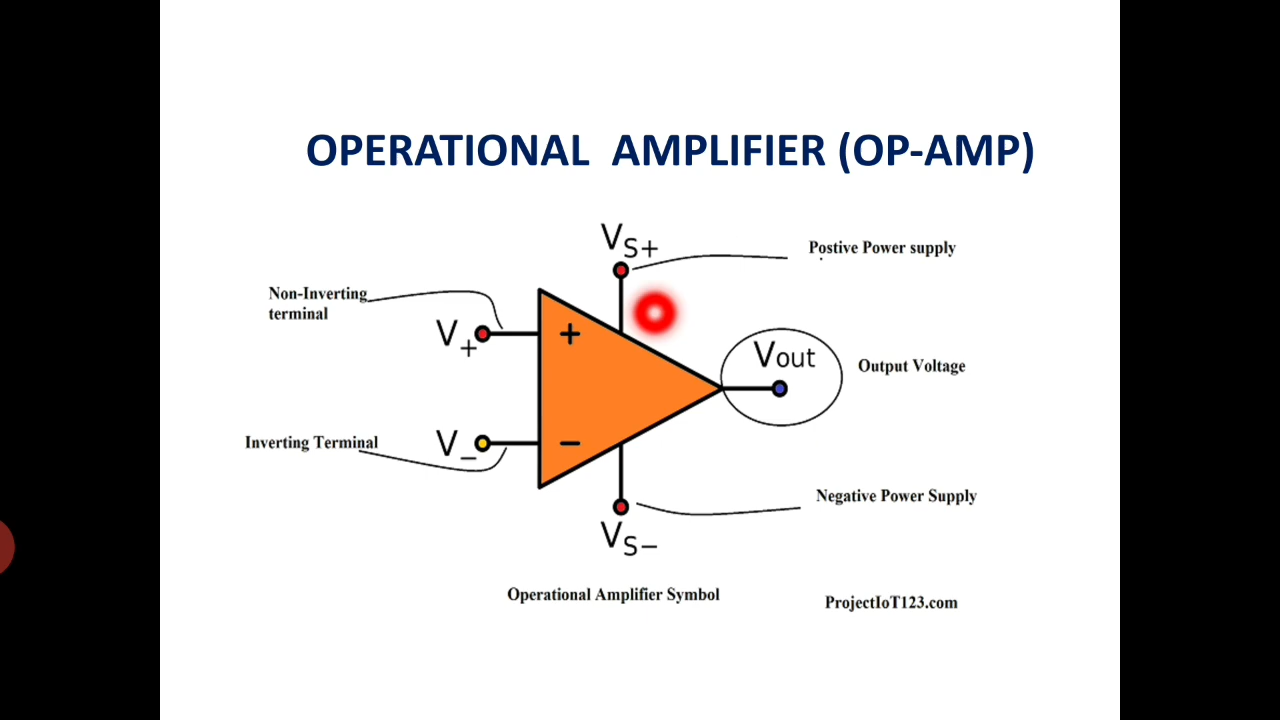 OPERATIONAL AMPLIFIER (OP-AMP)
VS+
Postive Power supply
Non-Inverting
terminal
V+
+
Vout
Output Voltage
Inverting Terminal
V−
−
Negative Power Supply
VS−
Operational Amplifier Symbol
ProjectIoT123.com